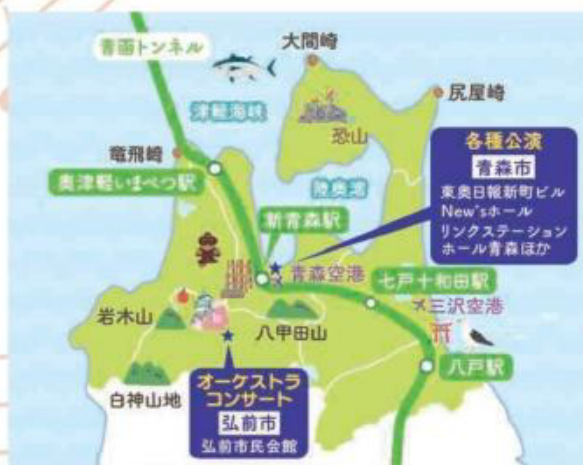 青函トンネル
大間崎
尻屋崎
津軽海峡
恐山
竜飛崎
奥津軽いまべつ駅
陸奥湾
各種公演
青森市
東奥日報新町ビル
New'sホール
リンクステーション
ホール青森ほか
新青森駅
青森空港
七戸十和田駅
三沢空港
岩木山
八甲田山
八戸駅
白神山地
オーケストラ
コンサート
弘前市
弘前市民会館